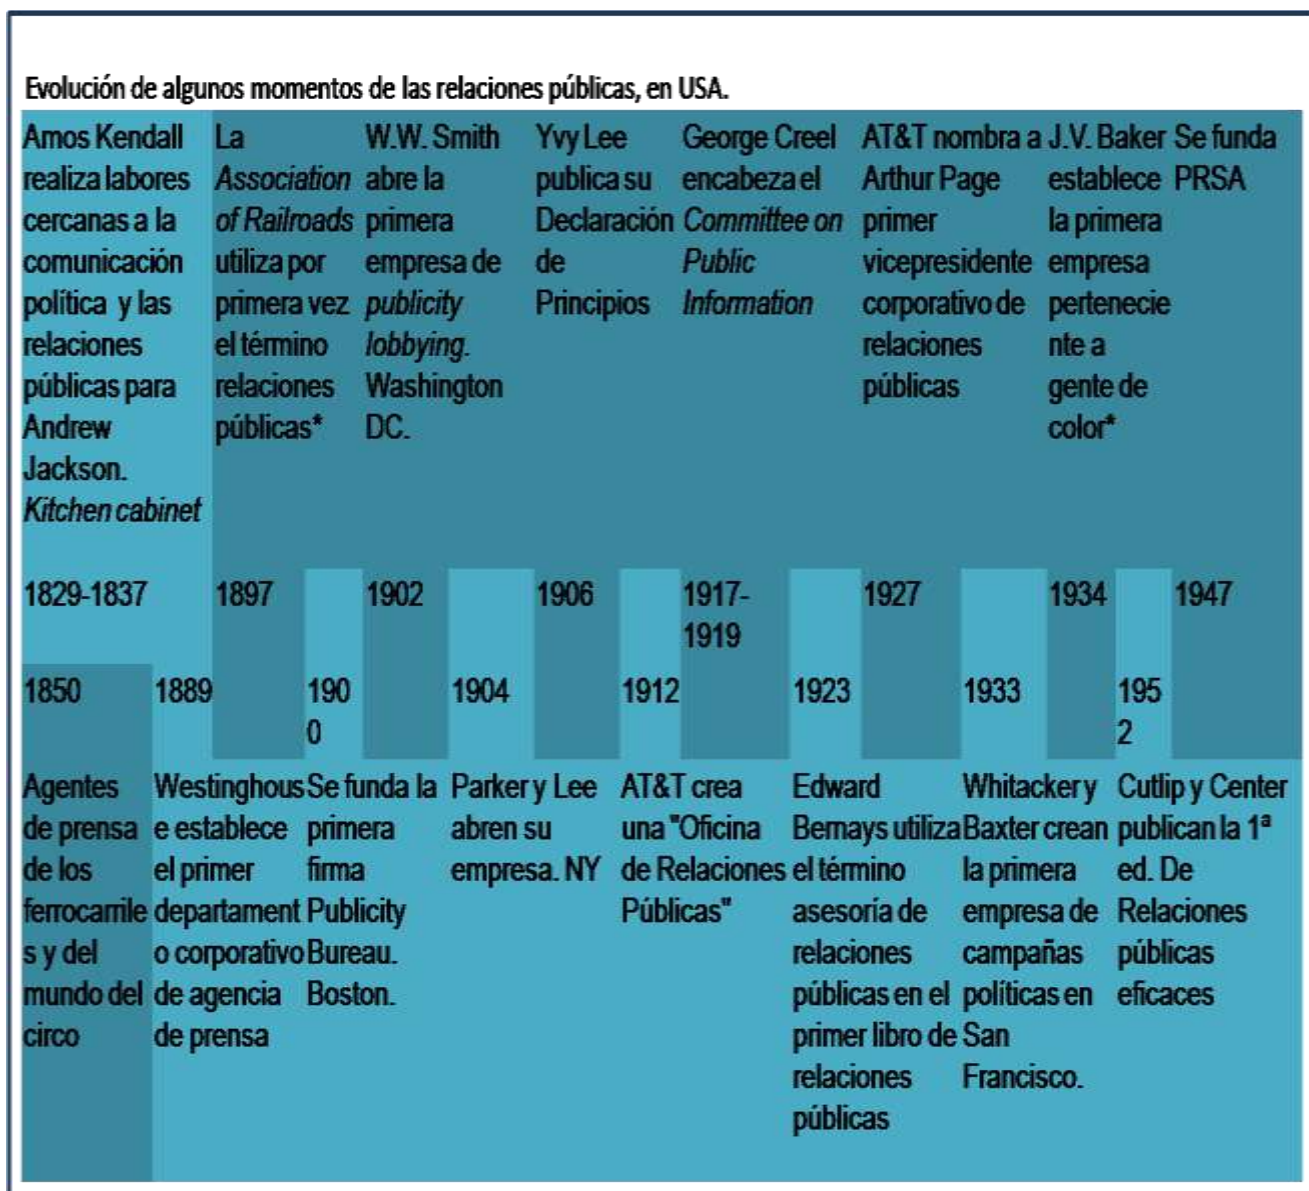 Evolución de algunos momentos de las relaciones públicas, en USA.
Amos Kendall
realiza labores
cercanas a la
comunicación
política y las
relaciones
públicas para
Andrew
Jackson.
Kitchen cabinet
La
Association
of Railroads
utiliza por
primera vez
el término
relaciones
públicas*
W.W. Smith
abre la
primera
empresa de
publicity
lobbying.
Washington
DC.
Yvy Lee
publica su
Declaración
de
Principios
George Creel
encabeza el
Committee on
Public
Information
AT&T nombra a
Arthur Page
primer
vicepresidente
corporativo de
relaciones
públicas
J.V. Baker
establece
la primera
empresa
pertenecie
nte a
gente de
color*
Se funda
PRSA
1829-1837
1897
1902
1906
1917-
1919
1927
1934
1947
1850
1889
190
0
1904
1912
1923
1933
195
2
Agentes
de prensa
de los
ferrocarrile
s y del
mundo del
circo
Westinghous
e establece
el primer
departament
o corporativo
de agencia
de prensa
Se funda la
primera
firma
Publicity
Bureau.
Boston.
Parker y Lee
abren su
empresa. NY
AT&T crea
una "Oficina
de Relaciones
Públicas"
Edward
Bernays utiliza
el término
asesoría de
relaciones
públicas en el
primer libro de
relaciones
públicas
Whitacker y
Baxter crean
la primera
empresa de
campañas
políticas en
San
Francisco.
Cutlip y Center
publican la 1ª
ed. De
Relaciones
públicas
eficaces